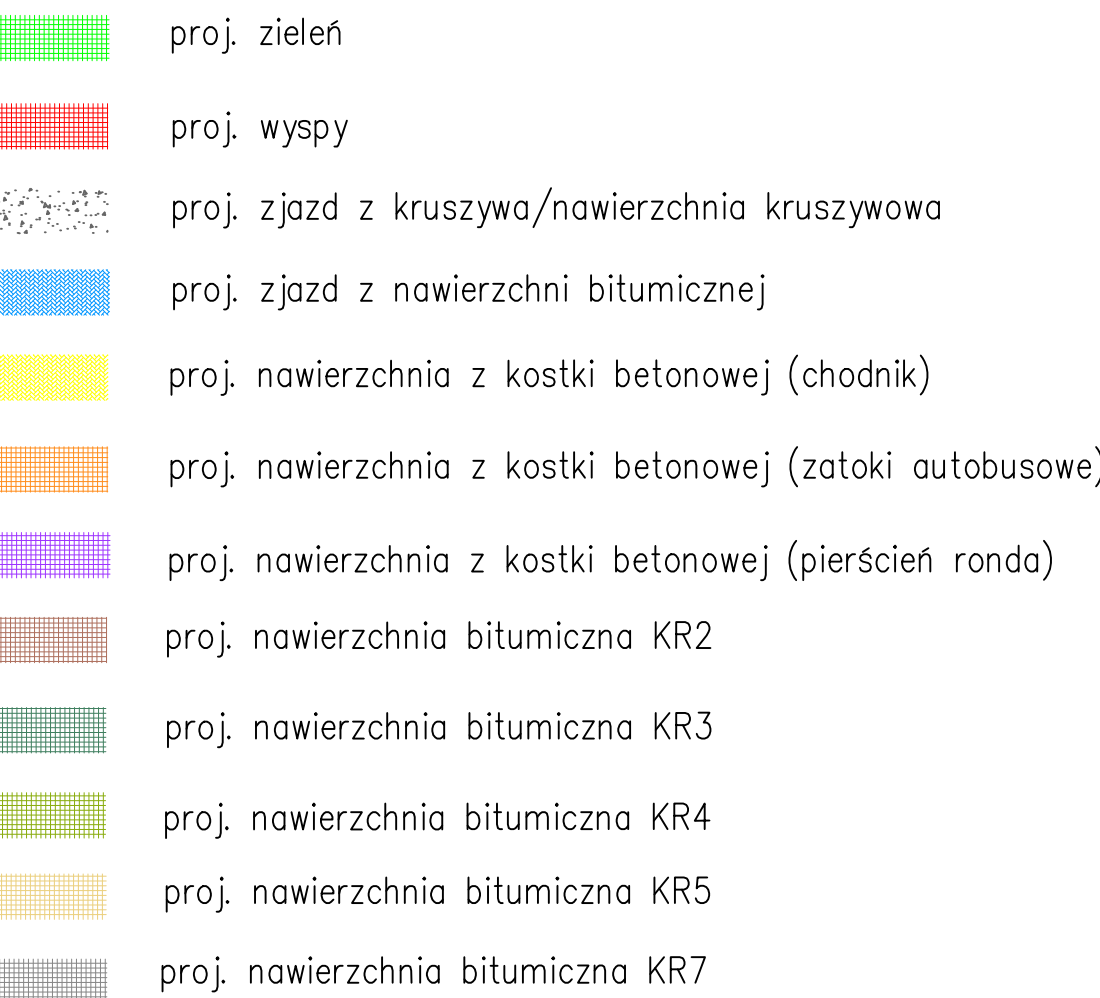 proj. zieleń
proj. wyspy
proj. zjazd z kruszywa/nawierzchnia kruszywowa
proj. zjazd z nawierzchni bitumicznej
proj. nawierzchnia z kostki betonowej (chodnik)
proj. nawierzchnia z kostki betonowej (zatoki autobusowe)
proj. nawierzchnia z kostki betonowej (pierścień ronda)
proj. nawierzchnia bitumiczna KR2
proj. nawierzchnia bitumiczna KR3
proj. nawierzchnia bitumiczna KR4
proj. nawierzchnia bitumiczna KR5
proj. nawierzchnia bitumiczna KR7